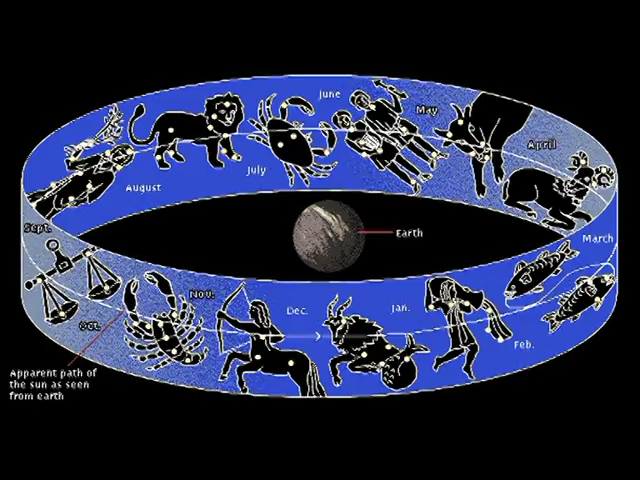 June
May
April
July
August
Sept.
Earth
March
Nov.
Dec.
Jan.
Oct.
Feb.
Apparent path of
the sun as seen
from earth